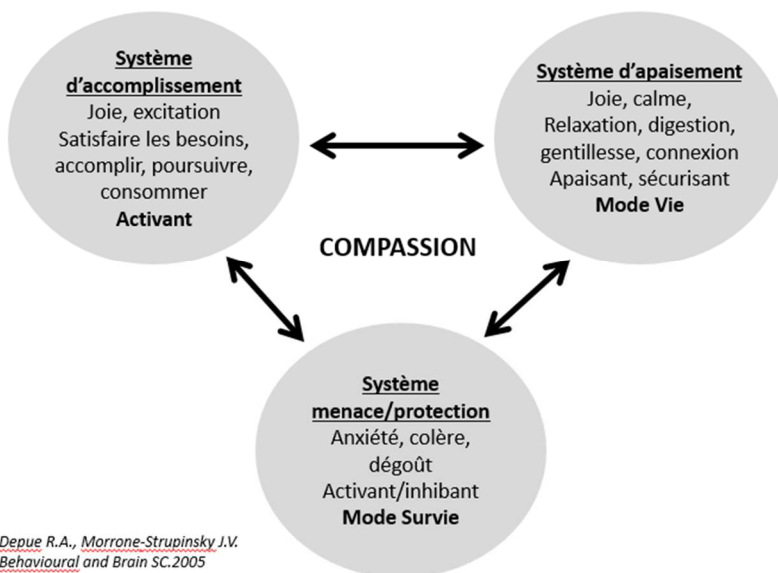 Système
d'accomplissement
Joie, excitation
Satisfaire les besoins,
accomplir, poursuivre,
consommer
Activant
Système d'apaisement
Joie, calme,
Relaxation, digestion,
gentillesse, connexion
Apaisant, sécurisant
Mode Vie
COMPASSION
Système
menace/protection
Anxiété, colère,
dégoût
Activant/inhibant
Mode Survie
Depue R.A., Morrone-Strupinsky J.V.
Behavioural and Brain SC.2005